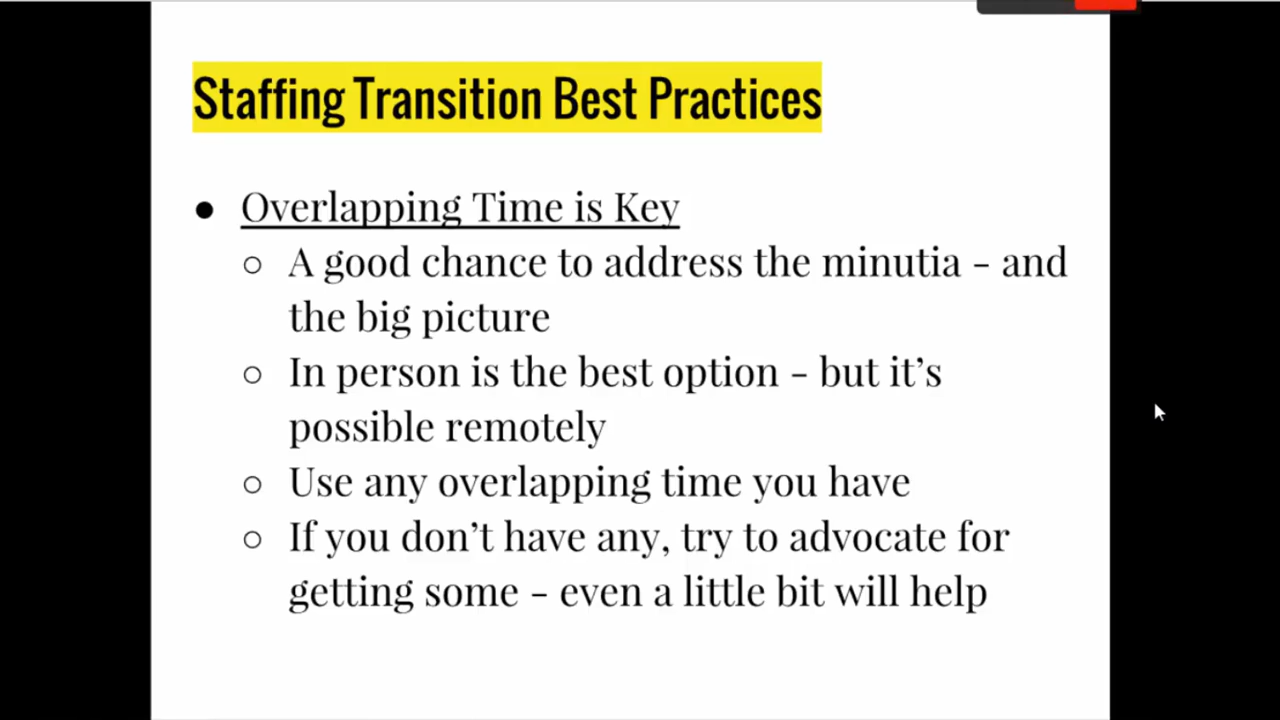 Staffing Transition Best Practices
● Overlapping Time is Key
○ A good chance to address the minutia - and
the big picture
○ In person is the best option - but it’s
possible remotely
○ Use any overlapping time you have
○ If you don’t have any, try to advocate for
getting some - even a little bit will help